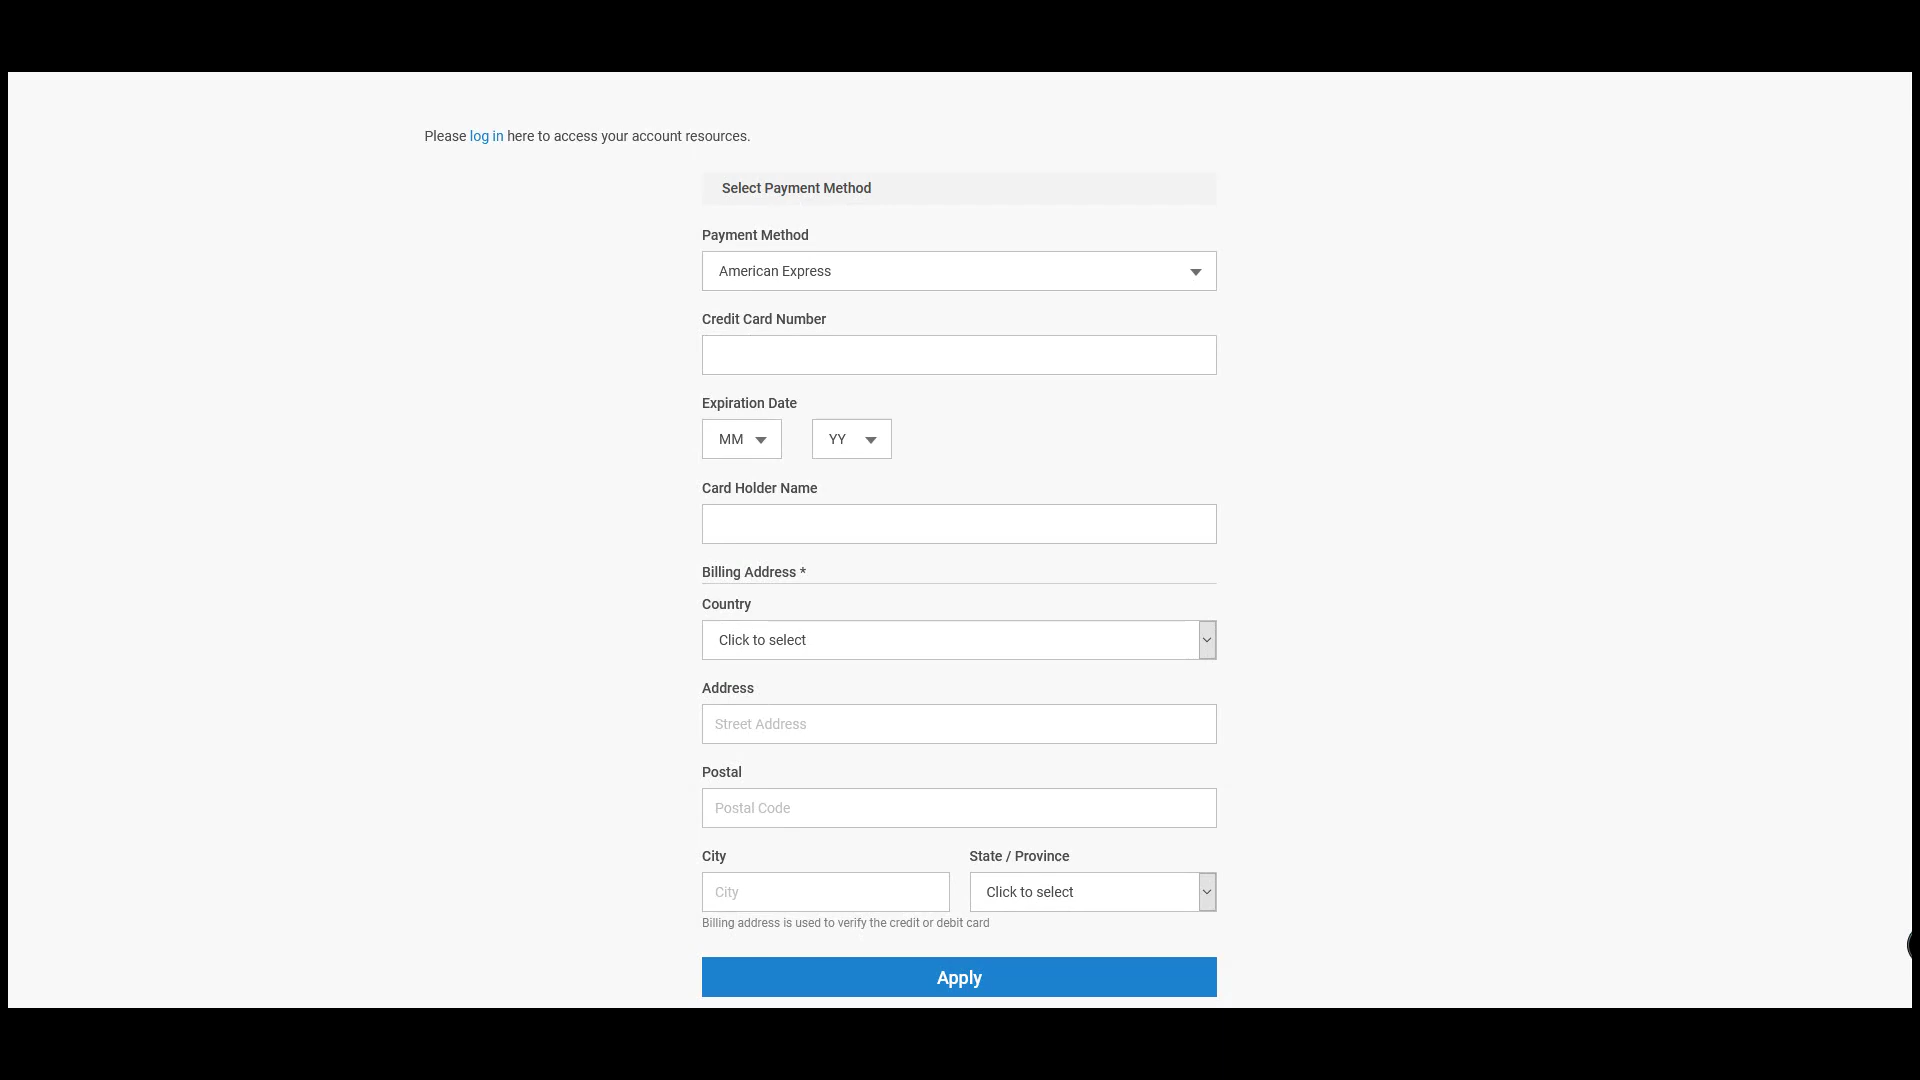 Please log in here to access your account resources.
Select Payment Method
Payment Method
American Express
Credit Card Number
Expiration Date
MM YY
Card Holder Name
Billing Address *
Country
Click to select
Address
Street Address
Postal
Postal Code
City State / Province
City Click to select
Billing address is used to verify the credit or debit card
Apply